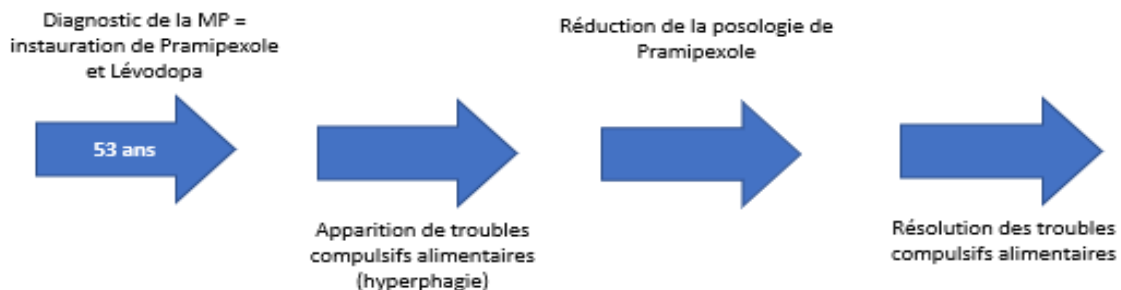 Diagnostic de la MP =
instauration de Pramipexole
et Lévodopa
53 ans
Apparition de troubles
compulsifs alimentaires
(hyperphagie)
Réduction de la posologie de
Pramipexole
Résolution des troubles
compulsifs alimentaires